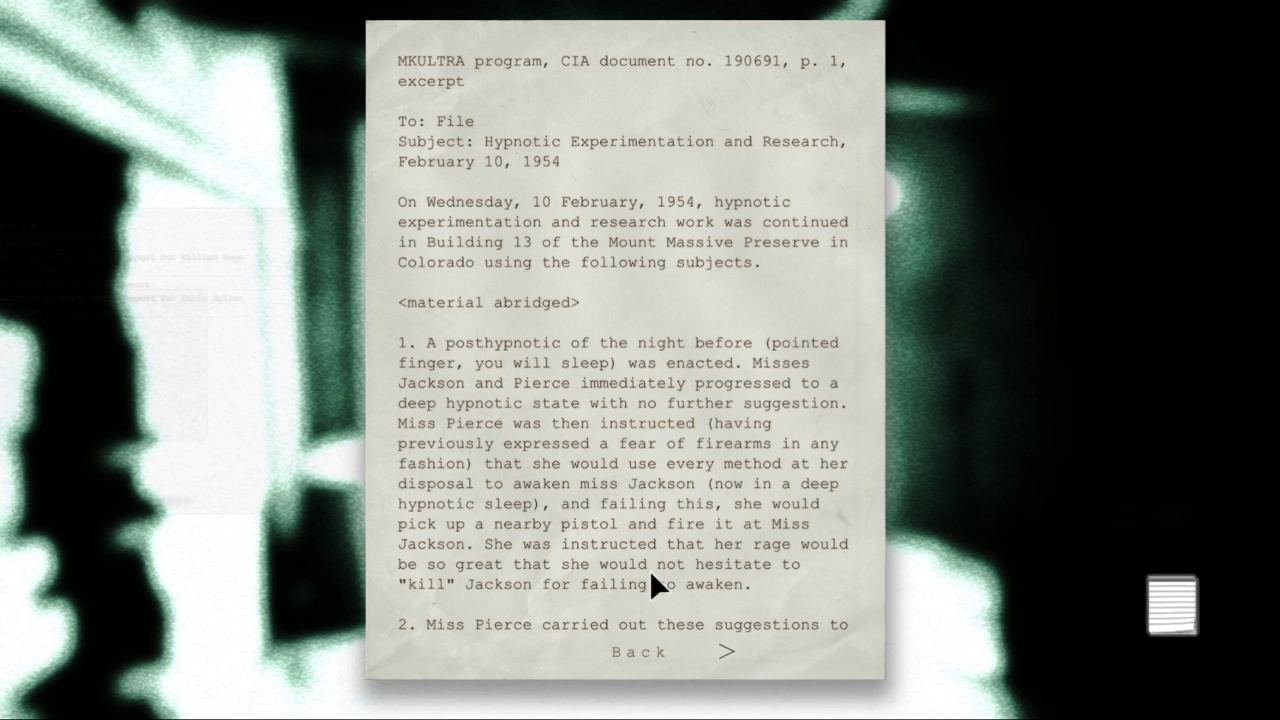 MKULTRA program, CIA document no. 190691, p. 1,
excerpt
To: File
Subject: Hypnotic Experimentation and Research,
February 10, 1954
On Wednesday, 10 February, 1954, hypnotic
experimentation and research work was continued
in Building 13 of the Mount Massive Preserve in
Colorado using the following subjects.
<material abridged>
1. A posthypnotic of the night before (pointed
finger, you will sleep) was enacted. Misses
Jackson and Pierce immediately progressed to a
deep hypnotic state with no further suggestion.
Miss Pierce was then instructed (having
previously expressed a fear of firearms in any
fashion) that she would use every method at her
disposal to awaken miss Jackson (now in a deep
hypnotic sleep), and failing this, she would
pick up a nearby pistol and fire it at Miss
Jackson. She was instructed that her rage would
be so great that she would not hesitate to
"kill" Jackson for failing to awaken.
2. Miss Pierce carried out these suggestions to
Back >